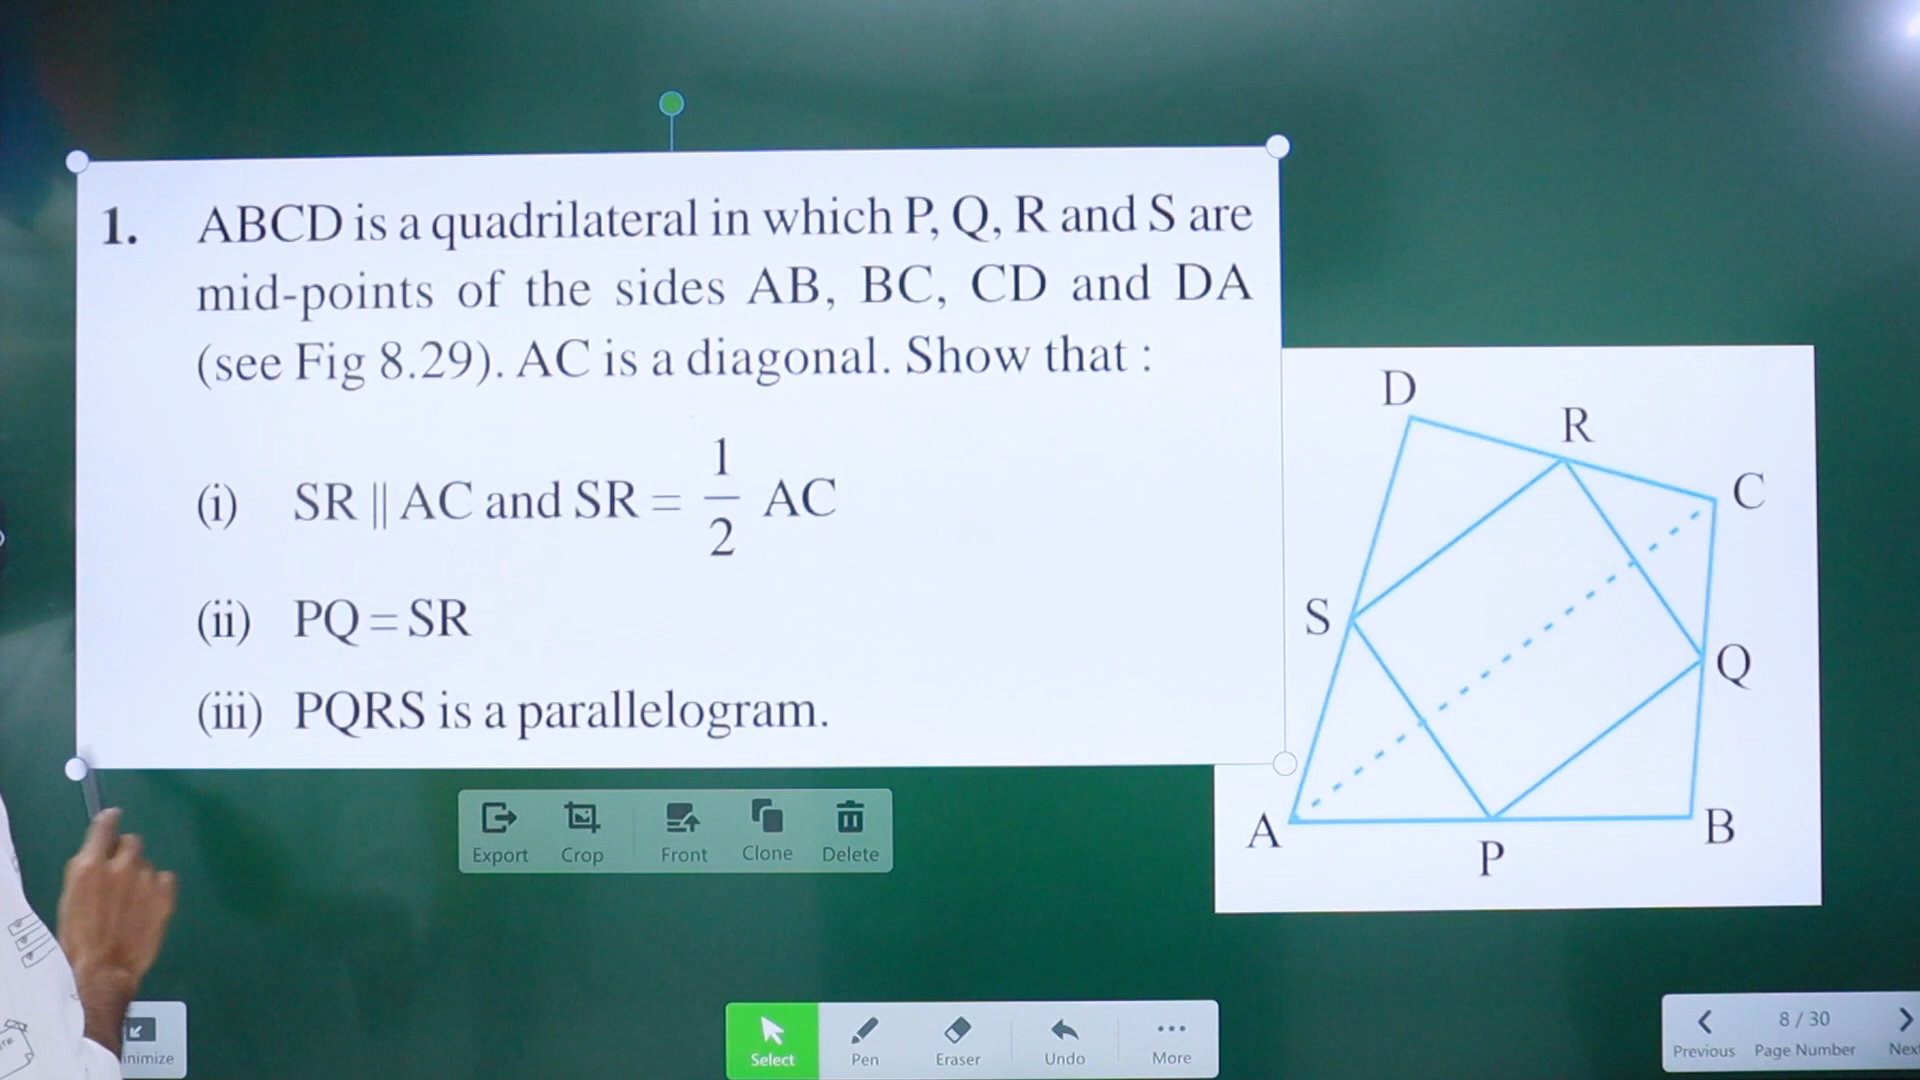 1. ABCD is a quadrilateral in which P, Q, R and S are
mid-points of the sides AB, BC, CD and DA
(see Fig 8.29). AC is a diagonal. Show that :
(i) SR || AC and SR = 1/2 AC
(ii) PQ = SR
(iii) PQRS is a parallelogram.
D
R
C
S
Q
A
P
B
Export Crop Front Clone Delete
Select Pen Eraser Undo More
8 / 30
Previous Page Number